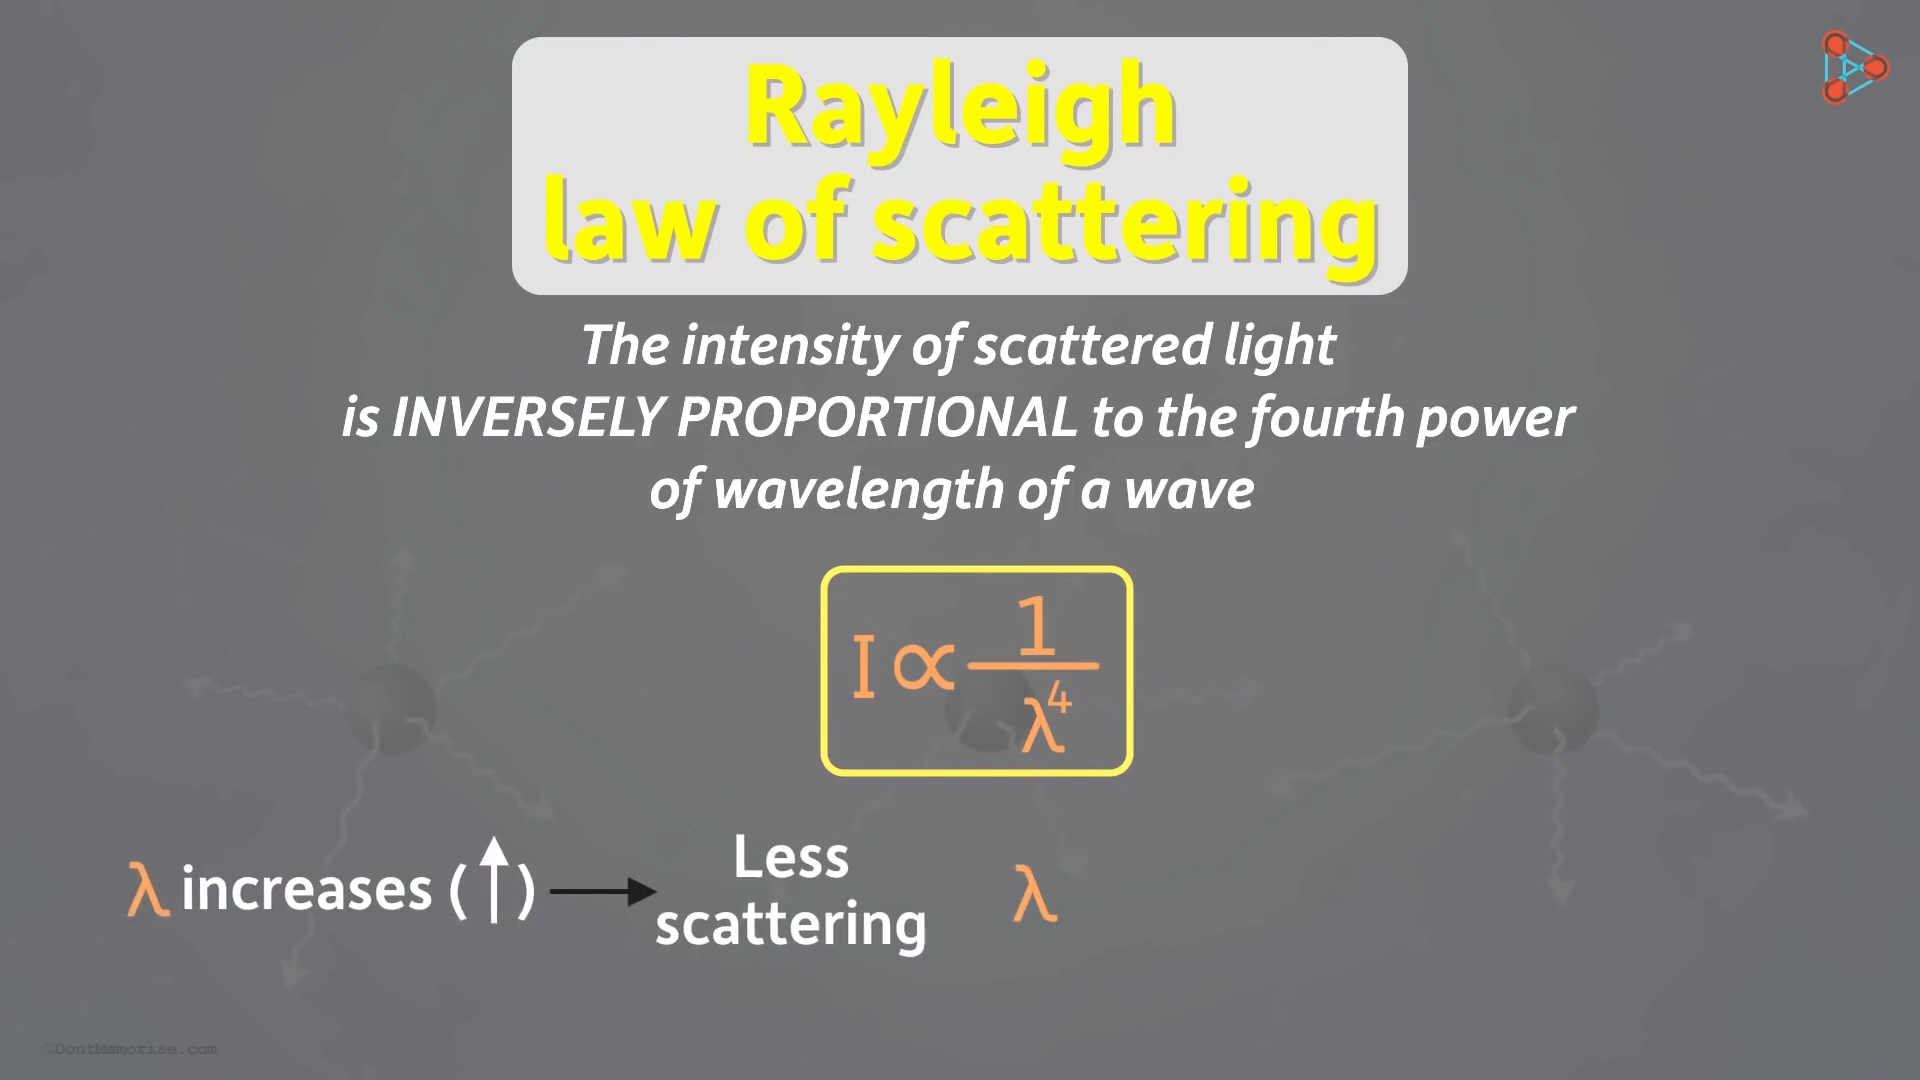 Rayleigh
law of scattering
The intensity of scattered light
is INVERSELY PROPORTIONAL to the fourth power
of wavelength of a wave
I ∝ 1/λ⁴
λ increases (↑) → Less scattering
λ
©DontMemorise.com